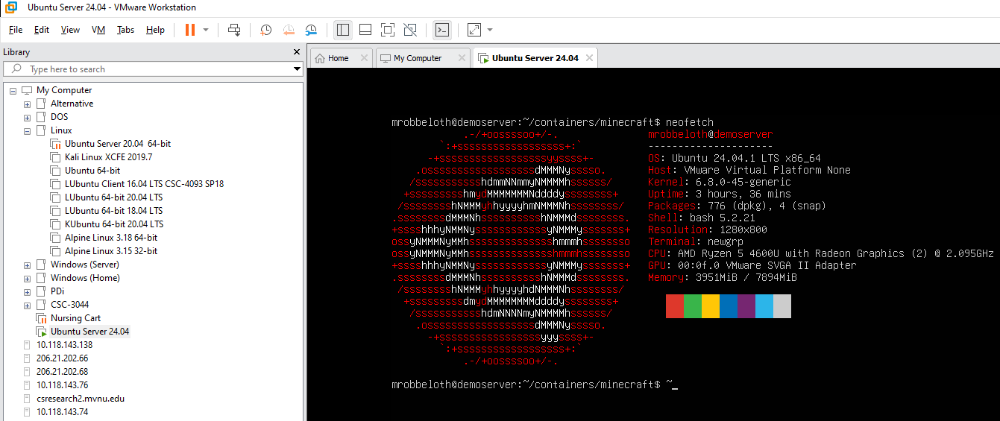 Ubuntu Server 24.04 - VMware Workstation
File Edit View VM Tabs Help
Library
Type here to search
My Computer
Alternative
DOS
Linux
Ubuntu Server 20.04 64-bit
Kali Linux XCFE 2019.7
Ubuntu 64-bit
LUbuntu Client 16.04 LTS CSC-4093 SP18
LUbuntu 64-bit 20.04 LTS
LUbuntu 64-bit 18.04 LTS
KUbuntu 64-bit 20.04 LTS
Alpine Linux 3.18 64-bit
Alpine Linux 3.15 32-bit
Windows (Server)
Windows (Home)
PDi
CSC-3044
Nursing Cart
Ubuntu Server 24.04
10.118.143.138
206.21.202.66
206.21.202.68
10.118.143.76
csresearch2.mvnu.edu
10.118.143.74
Home My Computer Ubuntu Server 24.04
mrobbeloth@demoserver:~/containers/minecraft$ neofetch
.-/+oossssoo+/-. mrobbeloth@demoserver
`:+ssssssssssssssssss+:` ---------------------
-+ssssssssssssssssssyyssss+- OS: Ubuntu 24.04.1 LTS x86_64
.ossssssssssssssssssdMMMNysssso. Host: VMware Virtual Platform None
/ssssssssssshdmmNNmmyNMMMMhssssss/ Kernel: 6.8.0-45-generic
+ssssssssshmydMMMMMMMNddddyssssssss+ Uptime: 3 hours, 36 mins
/sssssssshNMMMyhhyyyyhmNMMMNhssssssss/ Packages: 776 (dpkg), 4 (snap)
.ssssssssdMMMNhsssssssssshNMMMdssssssss. Shell: bash 5.2.21
+sssshhhyNMMNyssssssssssssyNMMMysssssss+ Resolution: 1280x800
ossyNMMMNyMMhsssssssssssssshmmmhssssssso Terminal: newgrp
ossyNMMMNyMMhsssssssssssssshmmmhssssssso CPU: AMD Ryzen 5 4600U with Radeon Graphics (2) @ 2.095GHz
+sssshhhyNMMNyssssssssssssyNMMMysssssss+ GPU: 00:0f.0 VMware SVGA II Adapter
.ssssssssdMMMNhsssssssssshNMMMdssssssss. Memory: 3951MiB / 7894MiB
/sssssssshNMMMyhhyyyyhdNMMMNhssssssss/
+sssssssssdmydMMMMMMMMddddyssssssss+
/ssssssssssshdmNNNNmyNMMMMhssssss/
.ossssssssssssssssssdMMMNysssso.
-+sssssssssssssssssyyyssss+-
`:+ssssssssssssssssss+:`
.-/+oossssoo+/-.
mrobbeloth@demoserver:~/containers/minecraft$ ~_